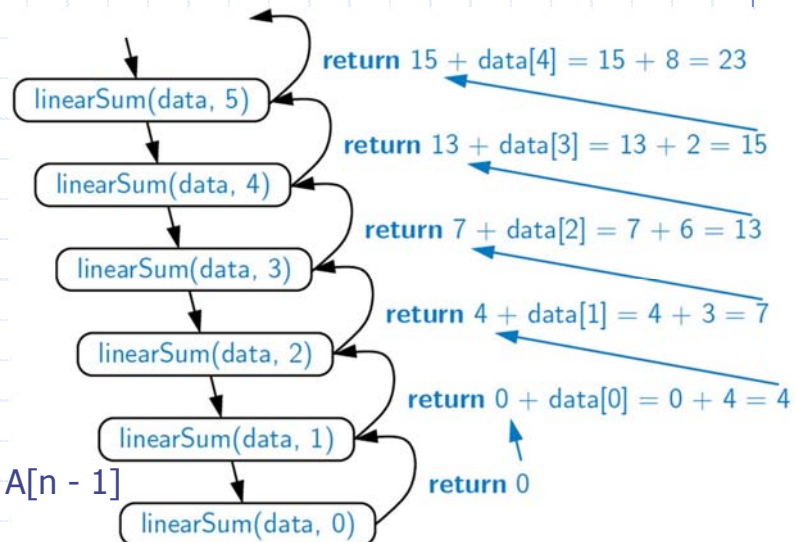 return 15 + data[4] = 15 + 8 = 23
linearSum(data, 5)
return 13 + data[3] = 13 + 2 = 15
linearSum(data, 4)
return 7 + data[2] = 7 + 6 = 13
linearSum(data, 3)
return 4 + data[1] = 4 + 3 = 7
linearSum(data, 2)
return 0 + data[0] = 0 + 4 = 4
linearSum(data, 1)
A[n - 1]
return 0
linearSum(data, 0)